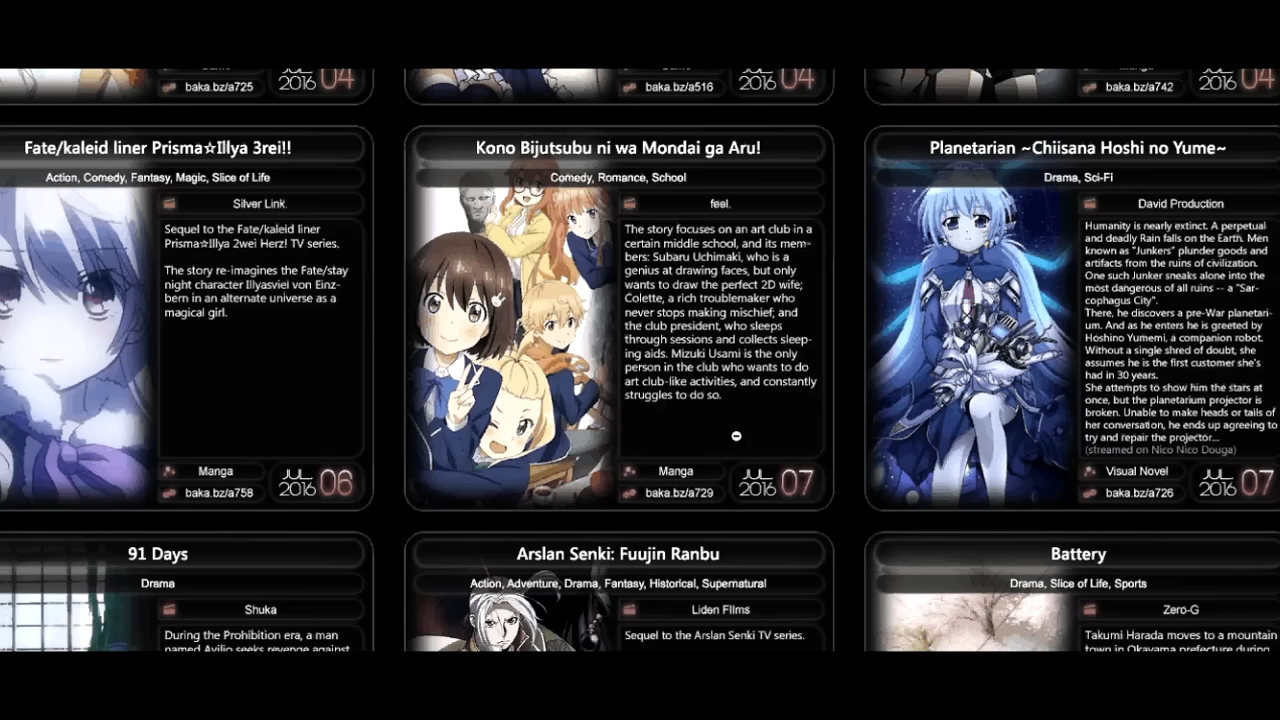 baka.bz/a725
JUL
2016 04
baka.bz/a516
JUL
2016 04
baka.bz/a742
JUL
2016 04
Fate/kaleid liner Prisma☆Illya 3rei!!
Action, Comedy, Fantasy, Magic, Slice of Life
Silver Link.
Sequel to the Fate/kaleid liner
Prisma☆Illya 2wei Herz! TV series.
The story re-imagines the Fate/stay
night character Illyasviel von Einz-
bern in an alternate universe as a
magical girl.
Manga
baka.bz/a758
JUL
2016 06
Kono Bijutsubu ni wa Mondai ga Aru!
Comedy, Romance, School
feel.
The story focuses on an art club in a
certain middle school, and its mem-
bers: Subaru Uchimaki, who is a
genius at drawing faces, but only
wants to draw the perfect 2D wife;
Colette, a rich troublemaker who
never stops making mischief; and
the club president, who sleeps
through sessions and collects sleep-
ing aids. Mizuki Usami is the only
person in the club who wants to do
art club-like activities, and constantly
struggles to do so.
Manga
baka.bz/a729
JUL
2016 07
Planetarian ~Chiisana Hoshi no Yume~
Drama, Sci-Fi
David Production
Humanity is nearly extinct. A perpetual
and deadly Rain falls on the Earth. Men
known as "Junkers" plunder goods and
artifacts from the ruins of civilization.
One such Junker sneaks alone into the
most dangerous of all ruins -- a "Sar-
cophagus City".
There, he discovers a pre-War planetari-
um. And as he enters he is greeted by
Hoshino Yumemi, a companion robot.
Without a single shred of doubt, she
assumes he is the first customer she's
had in 30 years.
She attempts to show him the stars at
once, but the planetarium projector is
broken. Unable to make heads or tails of
her conversation, he ends up agreeing to
try and repair the projector...
(streamed on Nico Nico Douga)
Visual Novel
baka.bz/a726
JUL
2016 07
91 Days
Drama
Shuka
During the Prohibition era, a man
named Avilio seeks revenge against
Arslan Senki: Fuujin Ranbu
Action, Adventure, Drama, Fantasy, Historical, Supernatural
Liden FIlms
Sequel to the Arslan Senki TV series.
Battery
Drama, Slice of Life, Sports
Zero-G
Takumi Harada moves to a mountain
town in Okayama prefecture during